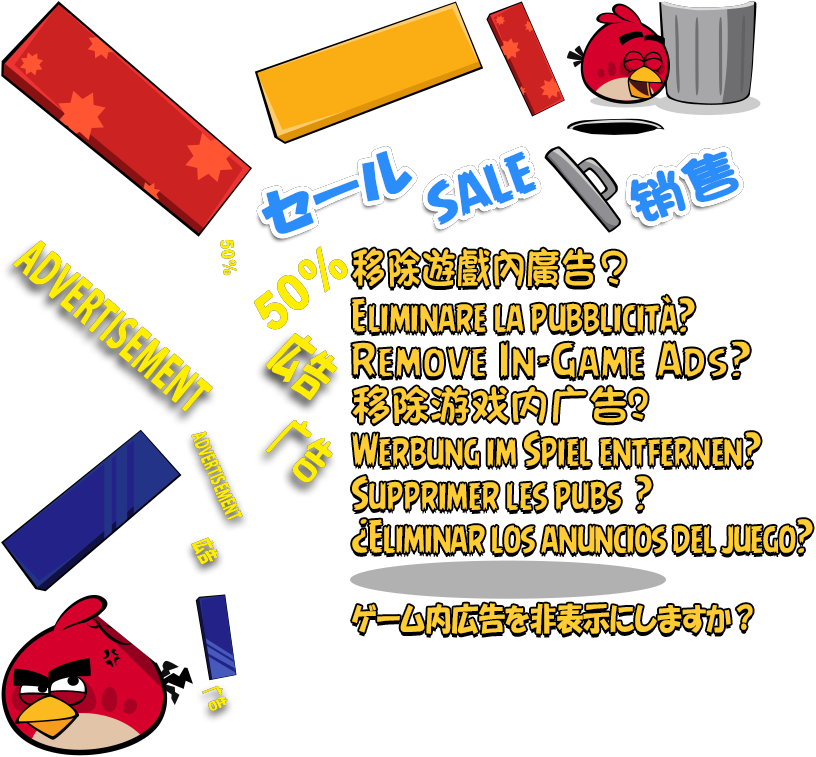 セール
SALE
销售
ADVERTISEMENT
50%
50%
広告
广告
移除遊戲內廣告？
ELIMINARE LA PUBBLICITÀ?
REMOVE IN-GAME ADS?
移除游戏内广告?
WERBUNG IM SPIEL ENTFERNEN?
SUPPRIMER LES PUBS ?
¿ELIMINAR LOS ANUNCIOS DEL JUEGO?
ゲーム内広告を非表示にしますか？
ADVERTISEMENT
広告
广告